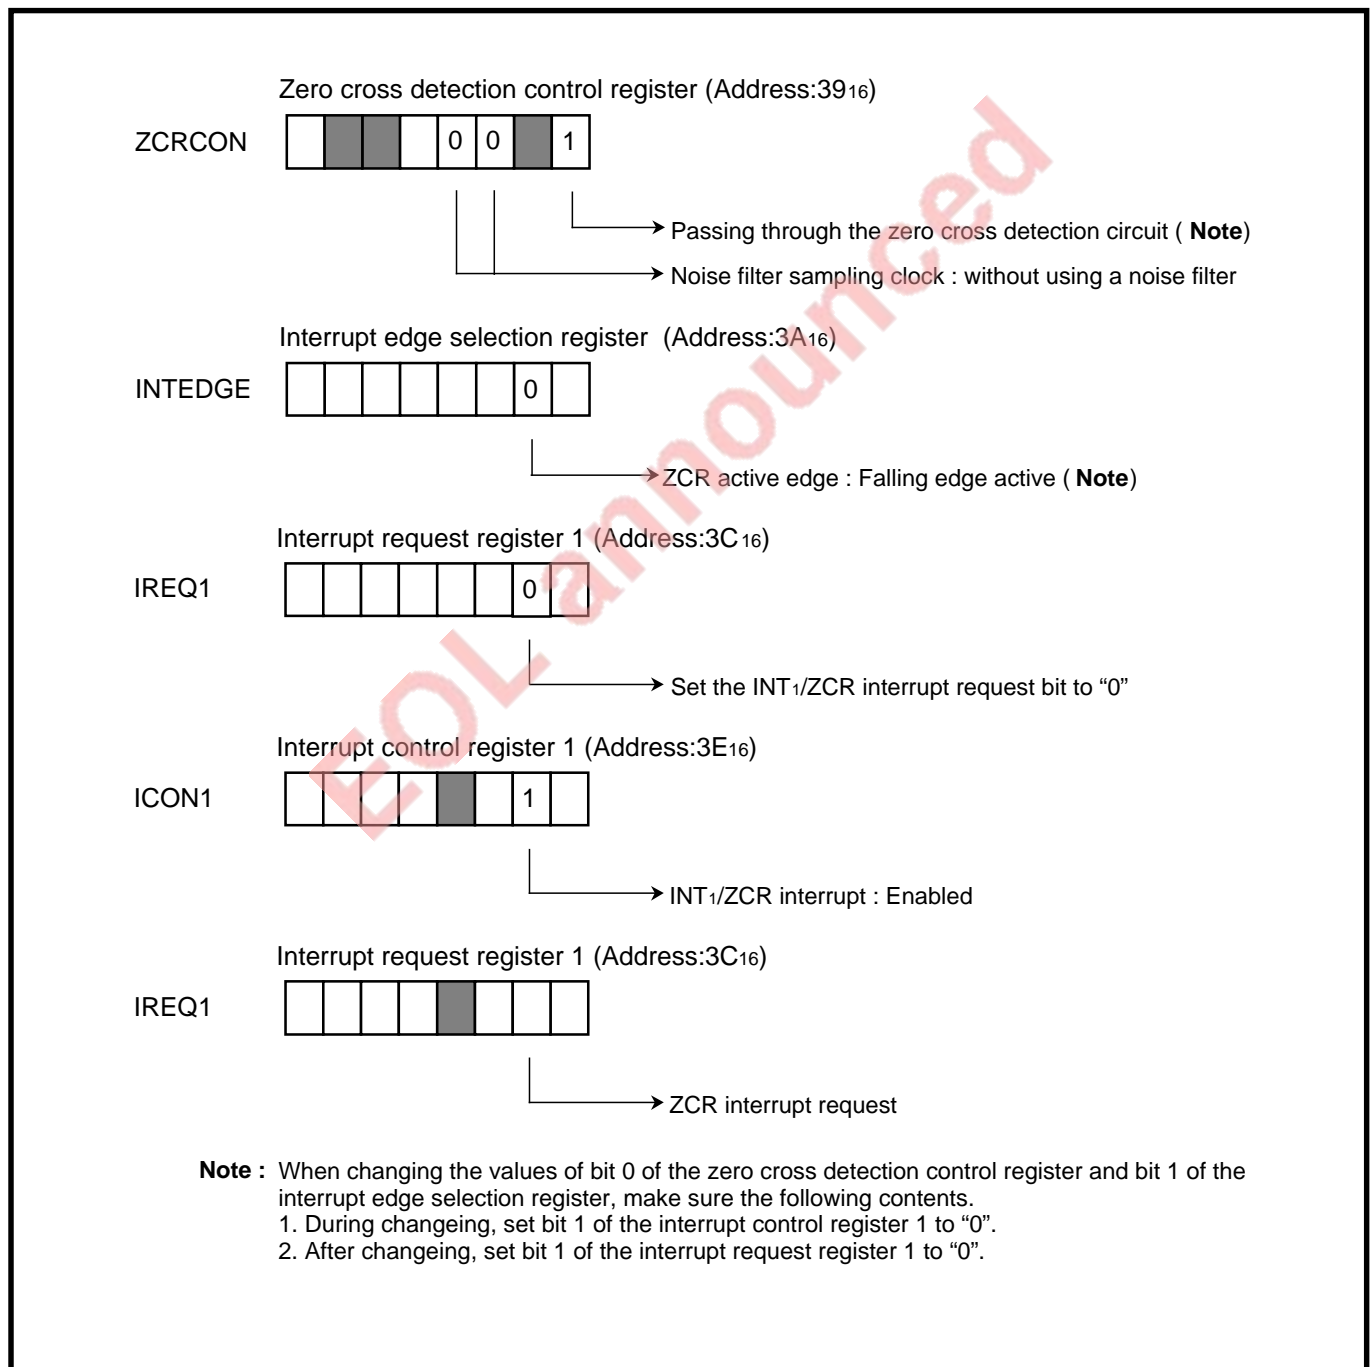 Zero cross detection control register (Address:3916)
ZCRCON 0 0 1
Passing through the zero cross detection circuit ( Note)
Noise filter sampling clock : without using a noise filter
Interrupt edge selection register (Address:3A16)
INTEDGE 0
ZCR active edge : Falling edge active ( Note)
Interrupt request register 1 (Address:3C16)
IREQ1 0
Set the INT1/ZCR interrupt request bit to “0”
Interrupt control register 1 (Address:3E16)
ICON1 1
INT1/ZCR interrupt : Enabled
Interrupt request register 1 (Address:3C16)
IREQ1
ZCR interrupt request
Note : When changing the values of bit 0 of the zero cross detection control register and bit 1 of the
interrupt edge selection register, make sure the following contents.
1. During changeing, set bit 1 of the interrupt control register 1 to “0”.
2. After changeing, set bit 1 of the interrupt request register 1 to “0”.
EOL announced